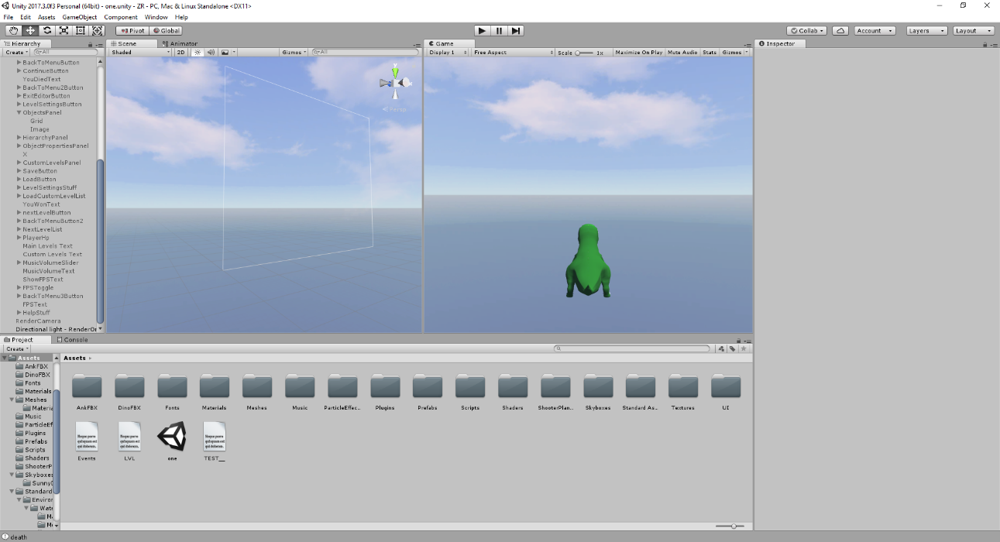 Unity 2017.3.0f3 Personal (64bit) - one.unity - ZR - PC, Mac & Linux Standalone <DX11>
File Edit Assets GameObject Component Window Help
Pivot Global Collab Account Layers Layout
Hierarchy
Create All
BackToMenuButton
ContinueButton
YouDiedText
BackToMenu2Button
ExitEditorButton
LevelSettingsButton
ObjectsPanel
Grid
Image
HierarchyPanel
ObjectPropertiesPanel
X
CustomLevelsPanel
SaveButton
LoadButton
LevelSettingsStuff
LoadCustomLevelList
YouWonText
nextLevelButton
BackToMenuButton2
NextLevelList
PlayerHp
Main Levels Text
Custom Levels Text
MusicVolumeSlider
MusicVolumeText
ShowFPSText
FPSToggle
BackToMenu3Button
FPSText
HelpStuff
RenderCamera
Directional light - RenderOr
Scene Animator
Shaded 2D Gizmos All
y
Persp
Game
Display 1 Free Aspect Scale 1x Maximize On Play Mute Audio Stats Gizmos
Inspector
Project Console
Create
Assets
AnkFBX
DinoFBX
Fonts
Materials
Meshes
Materia
Music
ParticleEf
Plugins
Prefabs
Scripts
Shaders
ShooterP
Skyboxes
Standard
Enviror
Wate
Assets
AnkFBX DinoFBX Fonts Materials Meshes Music ParticleEffec... Plugins Prefabs Scripts Shaders ShooterPlan... Skyboxes Standard As... Textures UI
Events LVL one TEST__
death